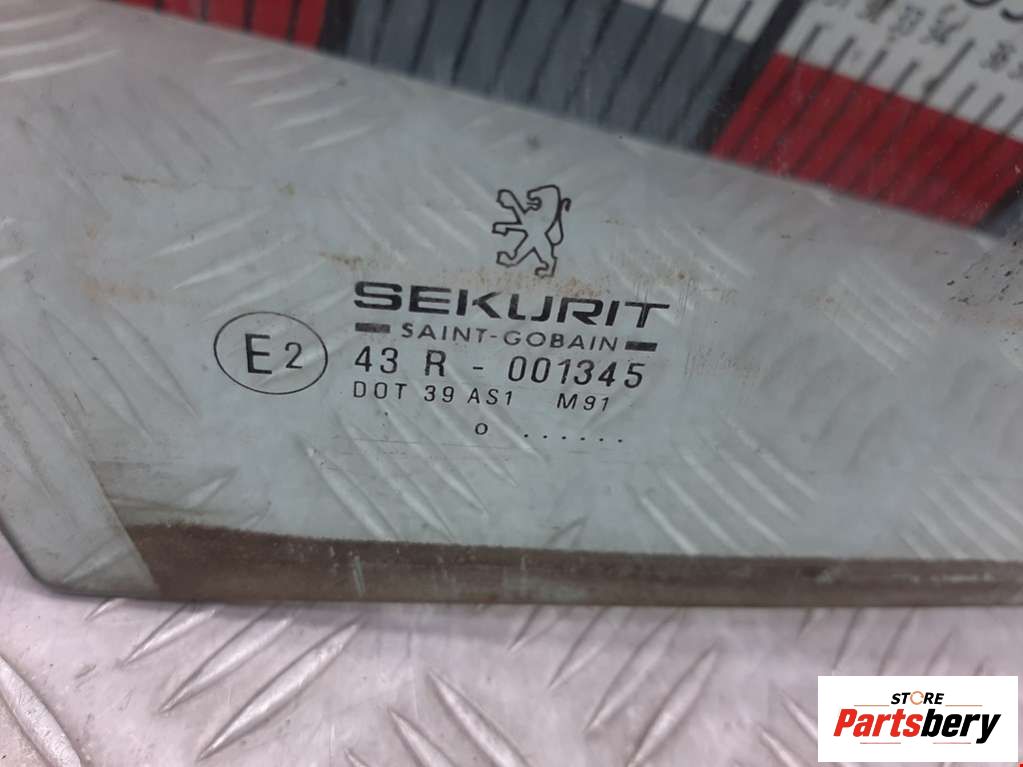 SEKURIT
SAINT-GOBAIN
E2
43 R - 001345
DOT 39 AS1 M91
o ......
STORE
Partsbery